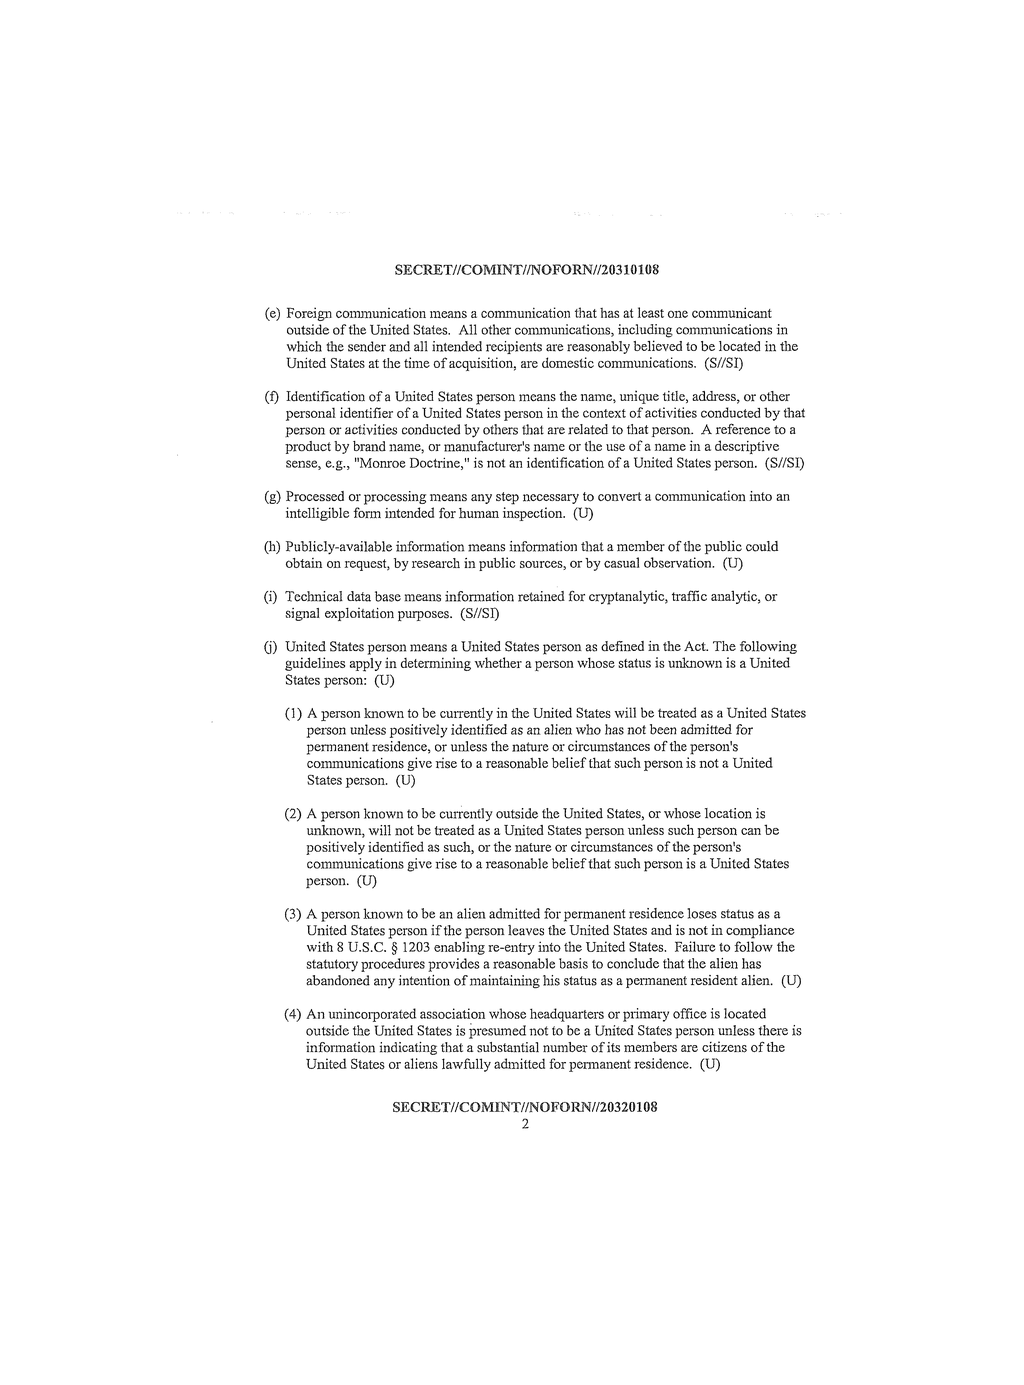 SECRET//COMINT//NOFORN//20310108
(e) Foreign communication means a communication that has at least one communicant
outside of the United States. All other communications, including communications in
which the sender and all intended recipients are reasonably believed to be located in the
United States at the time of acquisition, are domestic communications. (S//SI)
(f) Identification of a United States person means the name, unique title, address, or other
personal identifier of a United States person in the context of activities conducted by that
person or activities conducted by others that are related to that person. A reference to a
product by brand name, or manufacturer's name or the use of a name in a descriptive
sense, e.g., "Monroe Doctrine," is not an identification of a United States person. (S//SI)
(g) Processed or processing means any step necessary to convert a communication into an
intelligible form intended for human inspection. (U)
(h) Publicly-available information means information that a member of the public could
obtain on request, by research in public sources, or by casual observation. (U)
(i) Technical data base means information retained for cryptanalytic, traffic analytic, or
signal exploitation purposes. (S//SI)
(j) United States person means a United States person as defined in the Act. The following
guidelines apply in determining whether a person whose status is unknown is a United
States person: (U)
(1) A person known to be currently in the United States will be treated as a United States
person unless positively identified as an alien who has not been admitted for
permanent residence, or unless the nature or circumstances of the person's
communications give rise to a reasonable belief that such person is not a United
States person. (U)
(2) A person known to be currently outside the United States, or whose location is
unknown, will not be treated as a United States person unless such person can be
positively identified as such, or the nature or circumstances of the person's
communications give rise to a reasonable belief that such person is a United States
person. (U)
(3) A person known to be an alien admitted for permanent residence loses status as a
United States person if the person leaves the United States and is not in compliance
with 8 U.S.C. § 1203 enabling re-entry into the United States. Failure to follow the
statutory procedures provides a reasonable basis to conclude that the alien has
abandoned any intention of maintaining his status as a permanent resident alien. (U)
(4) An unincorporated association whose headquarters or primary office is located
outside the United States is presumed not to be a United States person unless there is
information indicating that a substantial number of its members are citizens of the
United States or aliens lawfully admitted for permanent residence. (U)
SECRET//COMINT//NOFORN//20320108
2